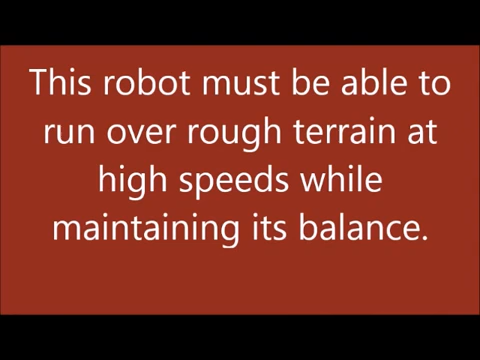 This robot must be able to
run over rough terrain at
high speeds while
maintaining its balance.